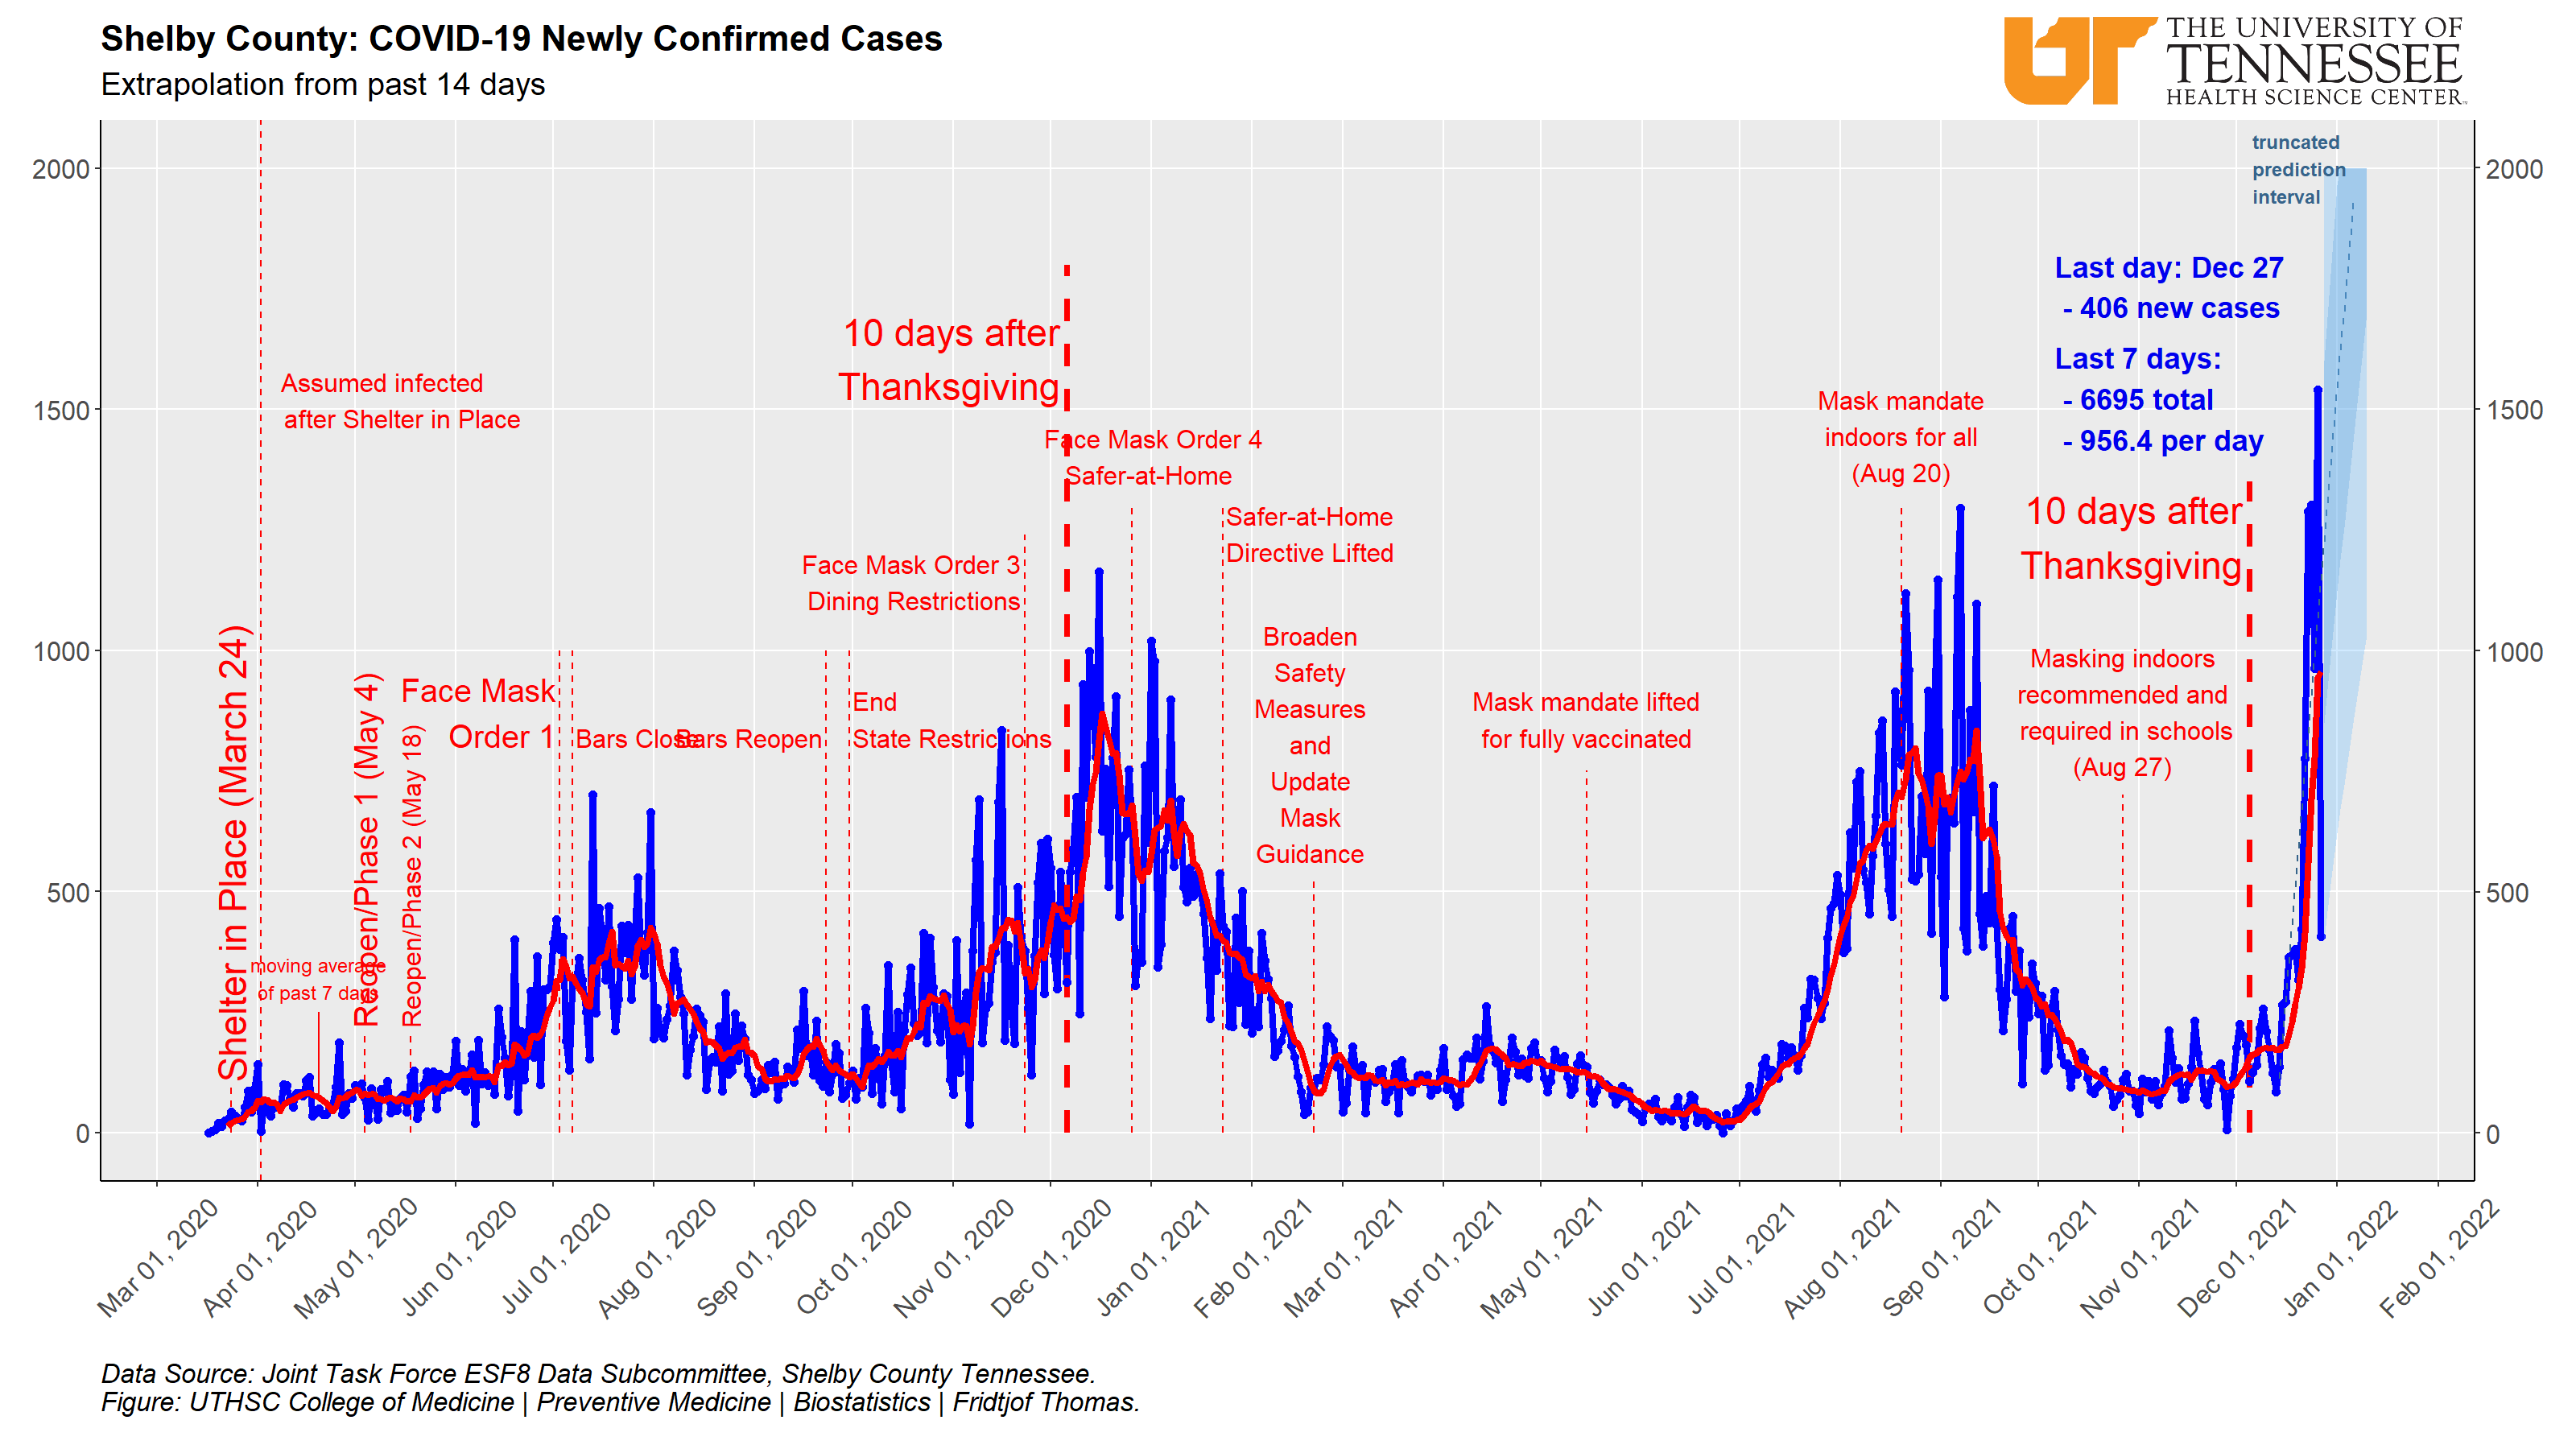 Shelby County: COVID-19 Newly Confirmed Cases
Extrapolation from past 14 days
THE UNIVERSITY OF
TENNESSEE
HEALTH SCIENCE CENTER
truncated
prediction
interval
2000
2000
Last day: Dec 27
- 406 new cases
Last 7 days:
- 6695 total
- 956.4 per day
10 days after
Thanksgiving
Assumed infected
after Shelter in Place
1500
1500
Mask mandate
indoors for all
(Aug 20)
Face Mask Order 4
Safer-at-Home
10 days after
Thanksgiving
Safer-at-Home
Directive Lifted
Face Mask Order 3
Dining Restrictions
1000
1000
Broaden
Safety
Measures
and
Update
Mask
Guidance
Masking indoors
recommended and
required in schools
(Aug 27)
Shelter in Place (March 24)
Reopen/Phase 1 (May 4)
Reopen/Phase 2 (May 18)
Face Mask
Order 1
Bars Close
Bars Reopen
End
State Restrictions
Mask mandate lifted
for fully vaccinated
500
500
moving average
of past 7 days
0
0
Mar 01, 2020
Apr 01, 2020
May 01, 2020
Jun 01, 2020
Jul 01, 2020
Aug 01, 2020
Sep 01, 2020
Oct 01, 2020
Nov 01, 2020
Dec 01, 2020
Jan 01, 2021
Feb 01, 2021
Mar 01, 2021
Apr 01, 2021
May 01, 2021
Jun 01, 2021
Jul 01, 2021
Aug 01, 2021
Sep 01, 2021
Oct 01, 2021
Nov 01, 2021
Dec 01, 2021
Jan 01, 2022
Feb 01, 2022
Data Source: Joint Task Force ESF8 Data Subcommittee, Shelby County Tennessee.
Figure: UTHSC College of Medicine | Preventive Medicine | Biostatistics | Fridtjof Thomas.